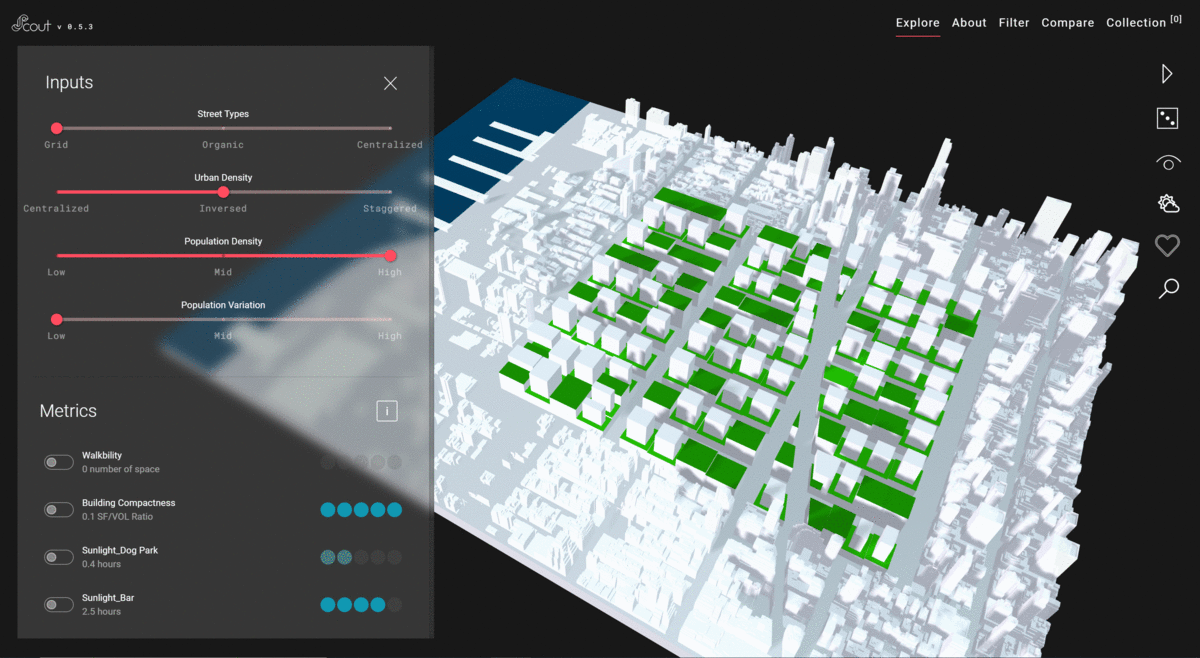 Scout v 0.5.3
Explore About Filter Compare Collection [0]
Inputs
Street Types
Grid Organic Centralized
Urban Density
Centralized Inversed Staggered
Population Density
Low Mid High
Population Variation
Low Mid High
Metrics
i
Walkbility
0 number of space
Building Compactness
0.1 SF/VOL Ratio
Sunlight_Dog Park
0.4 hours
Sunlight_Bar
2.5 hours